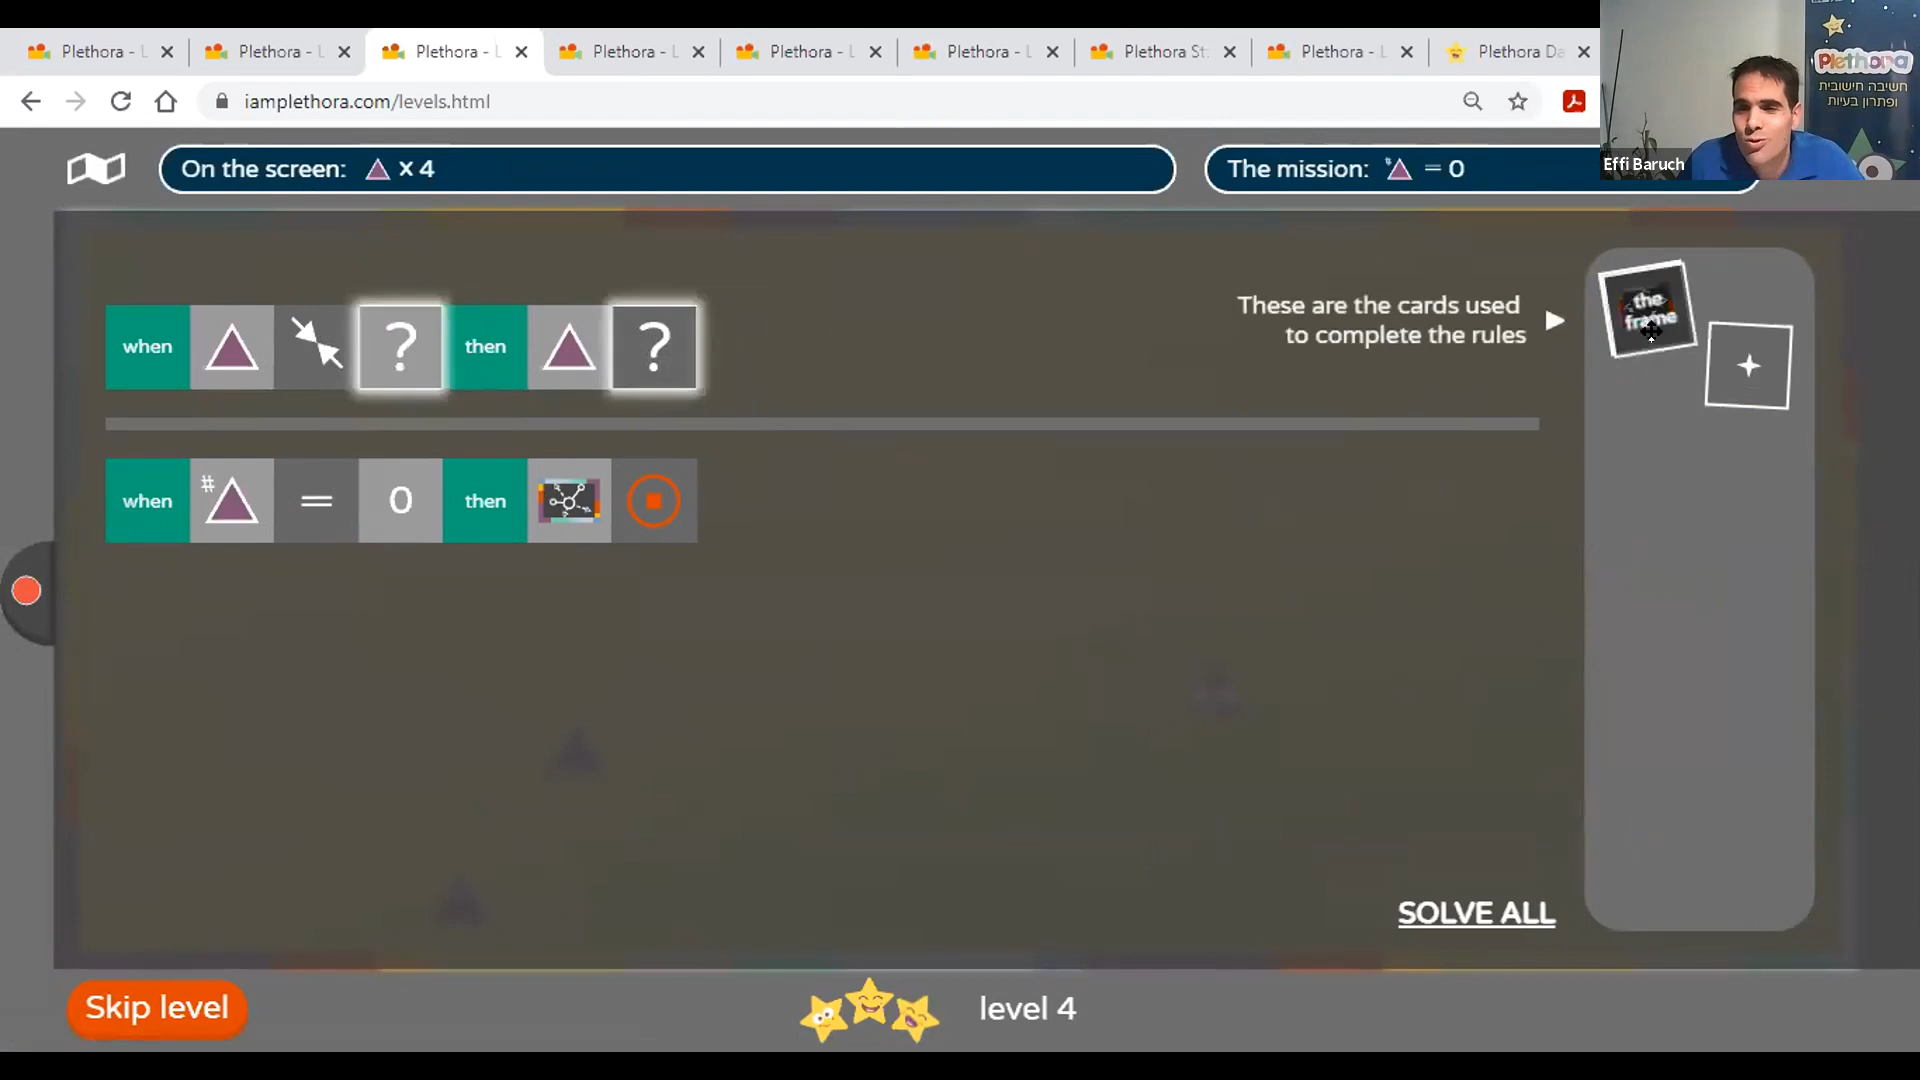 Plethora - L
Plethora - L
Plethora - L
Plethora - L
Plethora - L
Plethora - L
Plethora St
Plethora - L
Plethora Da
iamplethora.com/levels.html
Plethora
חשיבה חישובית
ופתרון בעיות
Effi Baruch
On the screen: × 4
The mission: # = 0
when ? then ?
These are the cards used
to complete the rules
the
frame
when # = 0 then
SOLVE ALL
Skip level
level 4